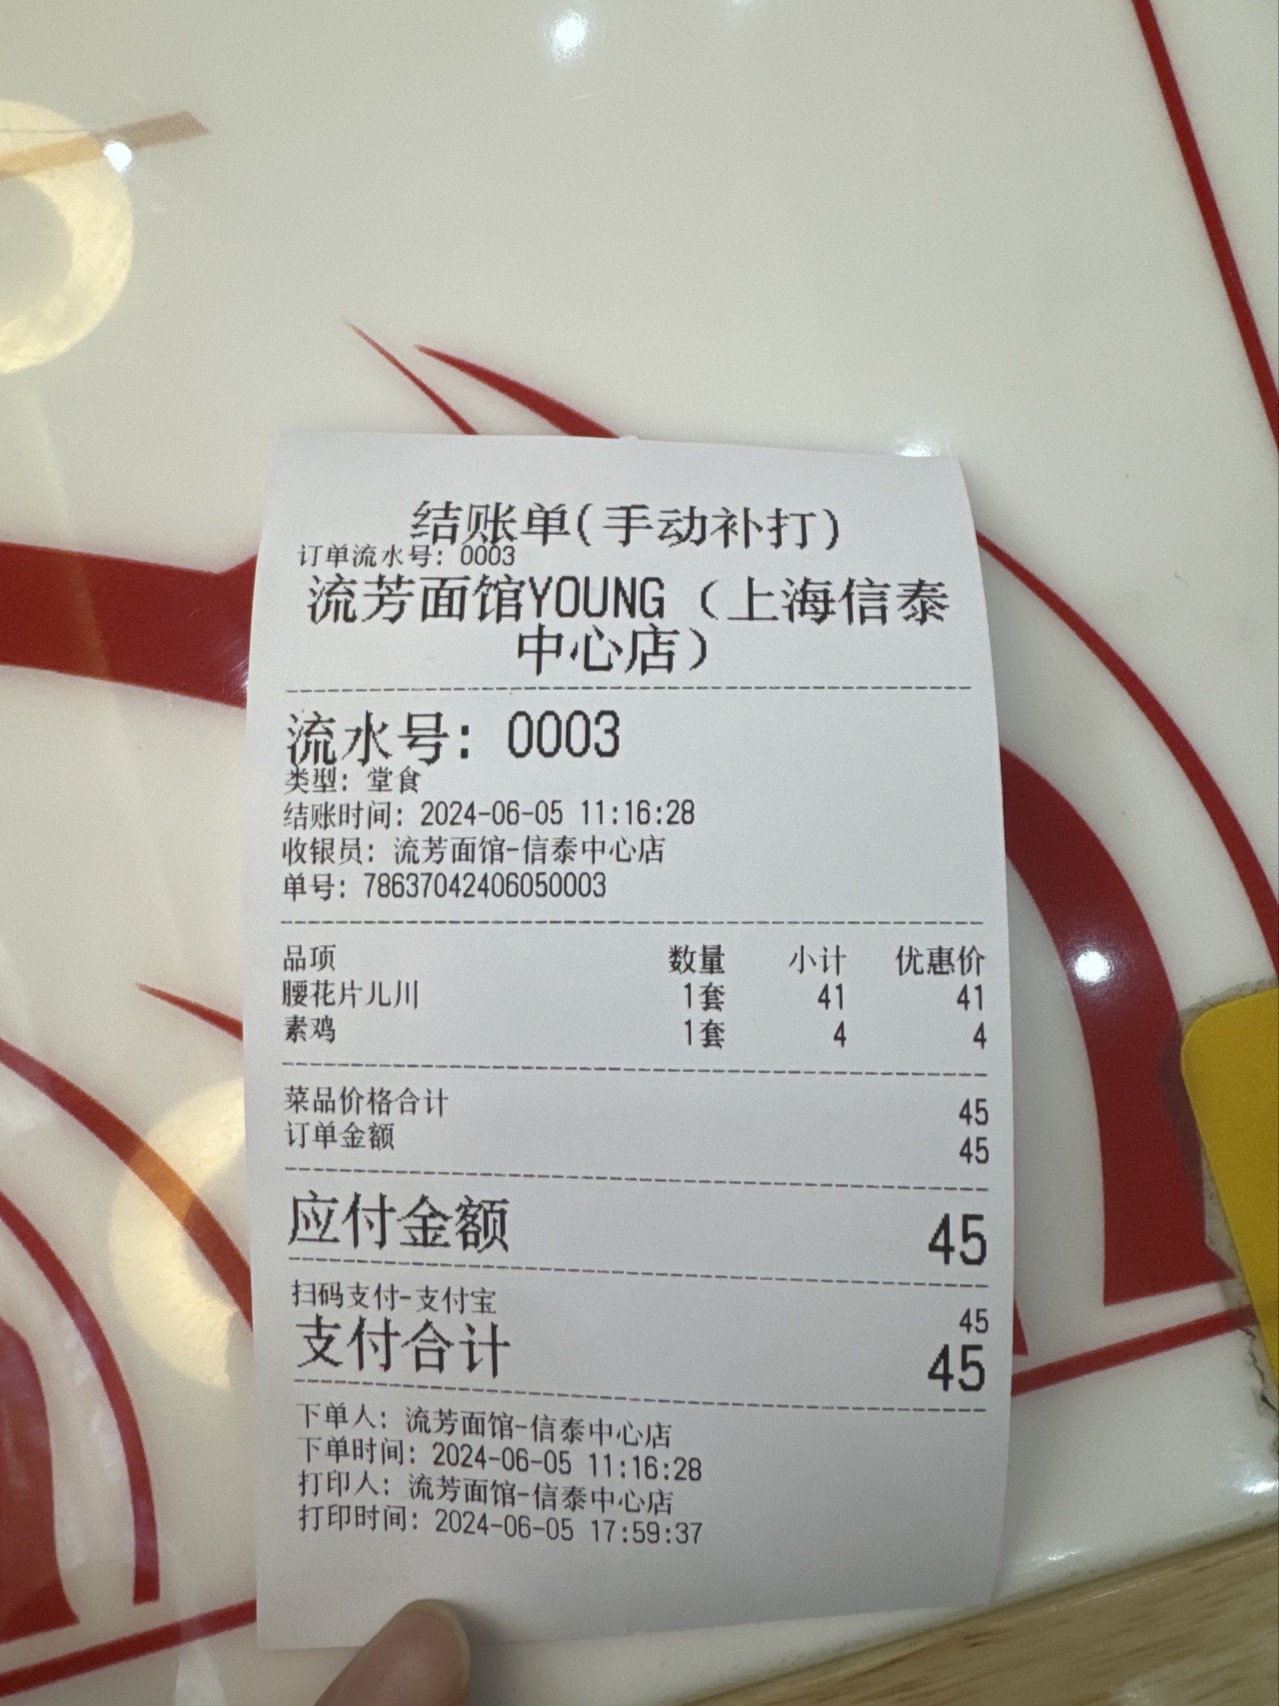 结账单(手动补打)
订单流水号: 0003
流芳面馆YOUNG（上海信泰
中心店）
流水号: 0003
类型: 堂食
结账时间: 2024-06-05 11:16:28
收银员: 流芳面馆-信泰中心店
单号: 78637042406050003
品项 数量 小计 优惠价
腰花片儿川 1套 41 41
素鸡 1套 4 4
菜品价格合计 45
订单金额 45
应付金额 45
扫码支付-支付宝 45
支付合计 45
下单人: 流芳面馆-信泰中心店
下单时间: 2024-06-05 11:16:28
打印人: 流芳面馆-信泰中心店
打印时间: 2024-06-05 17:59:37